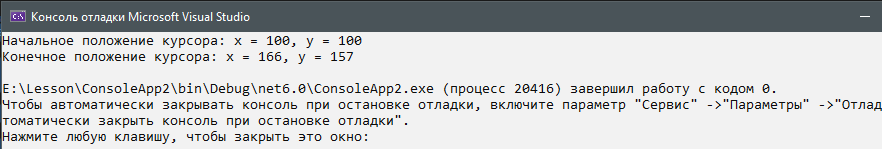 Консоль отладки Microsoft Visual Studio
Начальное положение курсора: x = 100, y = 100
Конечное положение курсора: x = 166, y = 157
E:\Lesson\ConsoleApp2\bin\Debug\net6.0\ConsoleApp2.exe (процесс 20416) завершил работу с кодом 0.
Чтобы автоматически закрывать консоль при остановке отладки, включите параметр "Сервис" ->"Параметры" ->"Отлад
томатически закрыть консоль при остановке отладки".
Нажмите любую клавишу, чтобы закрыть это окно: